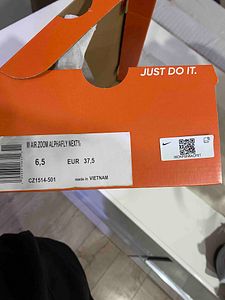 JUST DO IT.
W AIR ZOOM ALPHAFLY NEXT%
6,5 EUR 37,5
CZ1514-501 made in VIETNAM